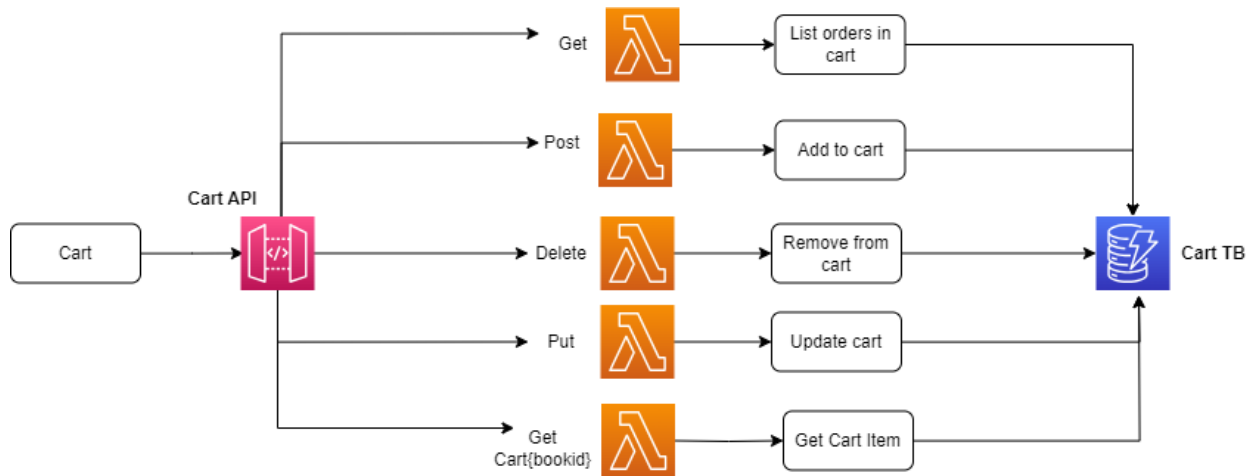 Get
List orders in
cart
Post
Add to cart
Cart API
Cart
</>
Delete
Remove from
cart
Cart TB
Put
Update cart
Get
Cart{bookid}
Get Cart Item